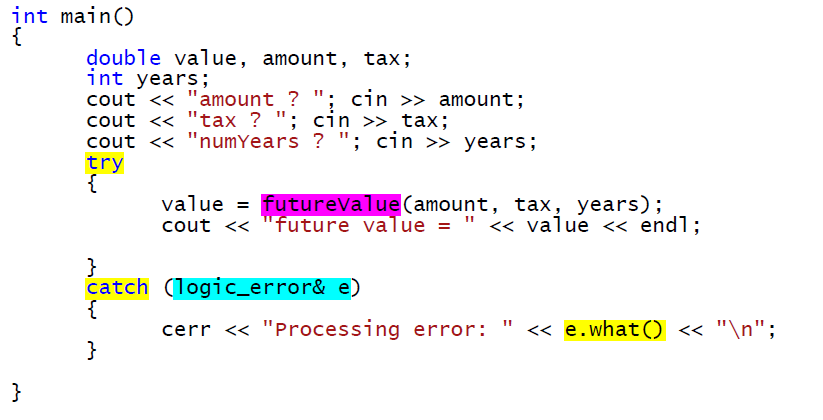 int main()
{
double value, amount, tax;
int years;
cout << "amount ? "; cin >> amount;
cout << "tax ? "; cin >> tax;
cout << "numYears ? "; cin >> years;
try
{
value = futureValue(amount, tax, years);
cout << "future value = " << value << endl;
}
catch (logic_error& e)
{
cerr << "Processing error: " << e.what() << "\n";
}
}